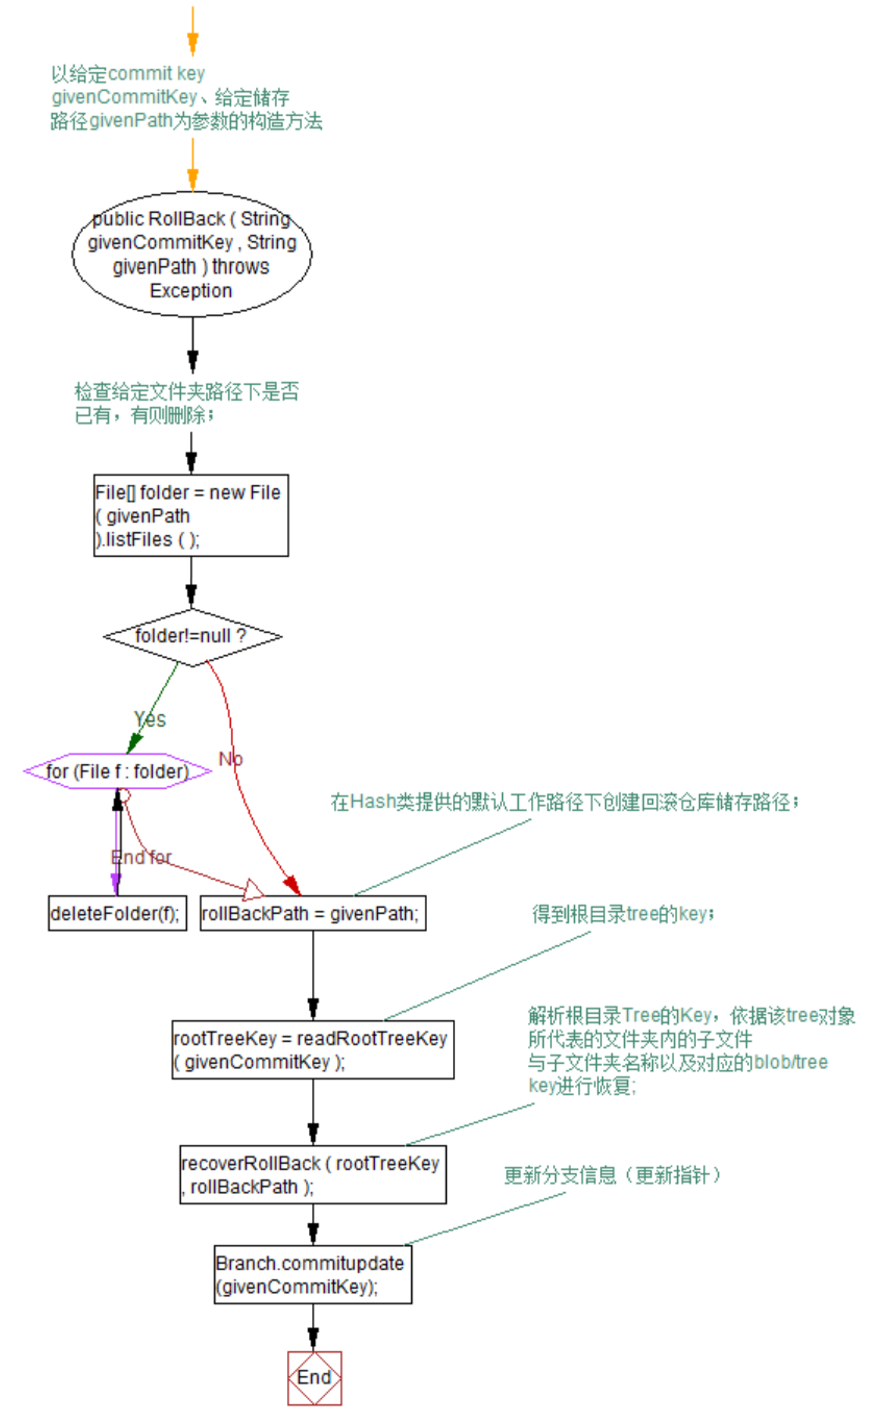 以给定commit key
givenCommitKey、给定储存
路径givenPath为参数的构造方法
public RollBack ( String
givenCommitKey , String
givenPath ) throws
Exception
检查给定文件夹路径下是否
已有，有则删除；
File[] folder = new File
( givenPath
).listFiles ( );
folder!=null ?
Yes
No
for (File f : folder)
End for
deleteFolder(f);
在Hash类提供的默认工作路径下创建回滚仓库储存路径；
rollBackPath = givenPath;
得到根目录tree的key；
rootTreeKey = readRootTreeKey
( givenCommitKey );
解析根目录Tree的Key，依据该tree对象
所代表的文件夹内的子文件
与子文件夹名称以及对应的blob/tree
key进行恢复;
recoverRollBack ( rootTreeKey
, rollBackPath );
更新分支信息（更新指针）
Branch.commitupdate
(givenCommitKey);
End